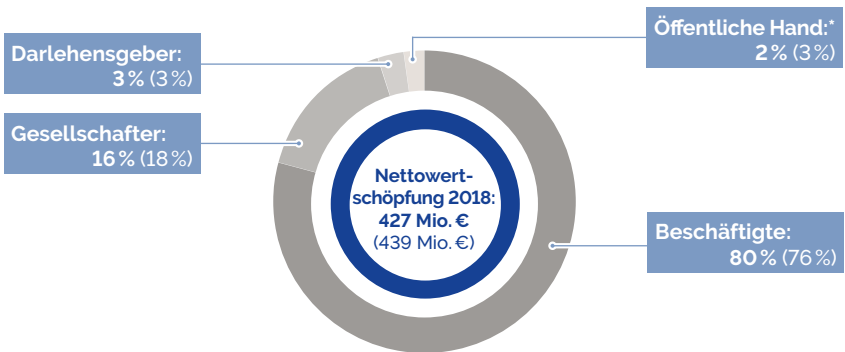 Öffentliche Hand:*
2 % (3 %)
Darlehensgeber:
3 % (3 %)
Gesellschafter:
16 % (18 %)
Nettowert-
schöpfung 2018:
427 Mio. €
(439 Mio. €)
Beschäftigte:
80 % (76 %)